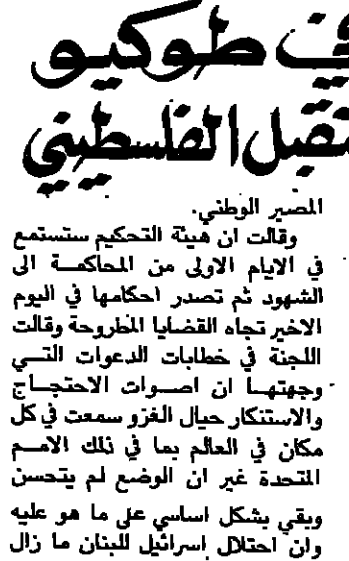 في طوكيو
الفلسطيني
المصير الوطني.
وقالت ان هيئة التحكيم ستستمع
في الايام الاولى من المحاكمة الى
الشهود ثم تصدر احكامها في اليوم
الاخير تجاه القضايا المطروحة وقالت
اللجنة في خطابات الدعوات التي
وجهتها ان اصوات الاحتجاج
والاستنكار حيال الغزو سمعت في كل
مكان في العالم بما في ذلك الامم
المتحدة غير ان الوضع لم يتحسن
وبقي بشكل اساسي على ما هو عليه
وان احتلال اسرائيل للبنان ما زال